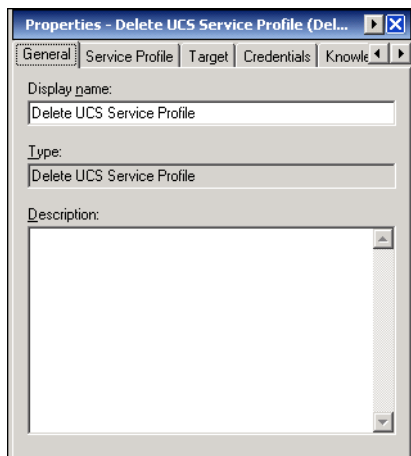 Properties - Delete UCS Service Profile (Del...
General Service Profile Target Credentials Knowle
Display name:
Delete UCS Service Profile
Type:
Delete UCS Service Profile
Description: